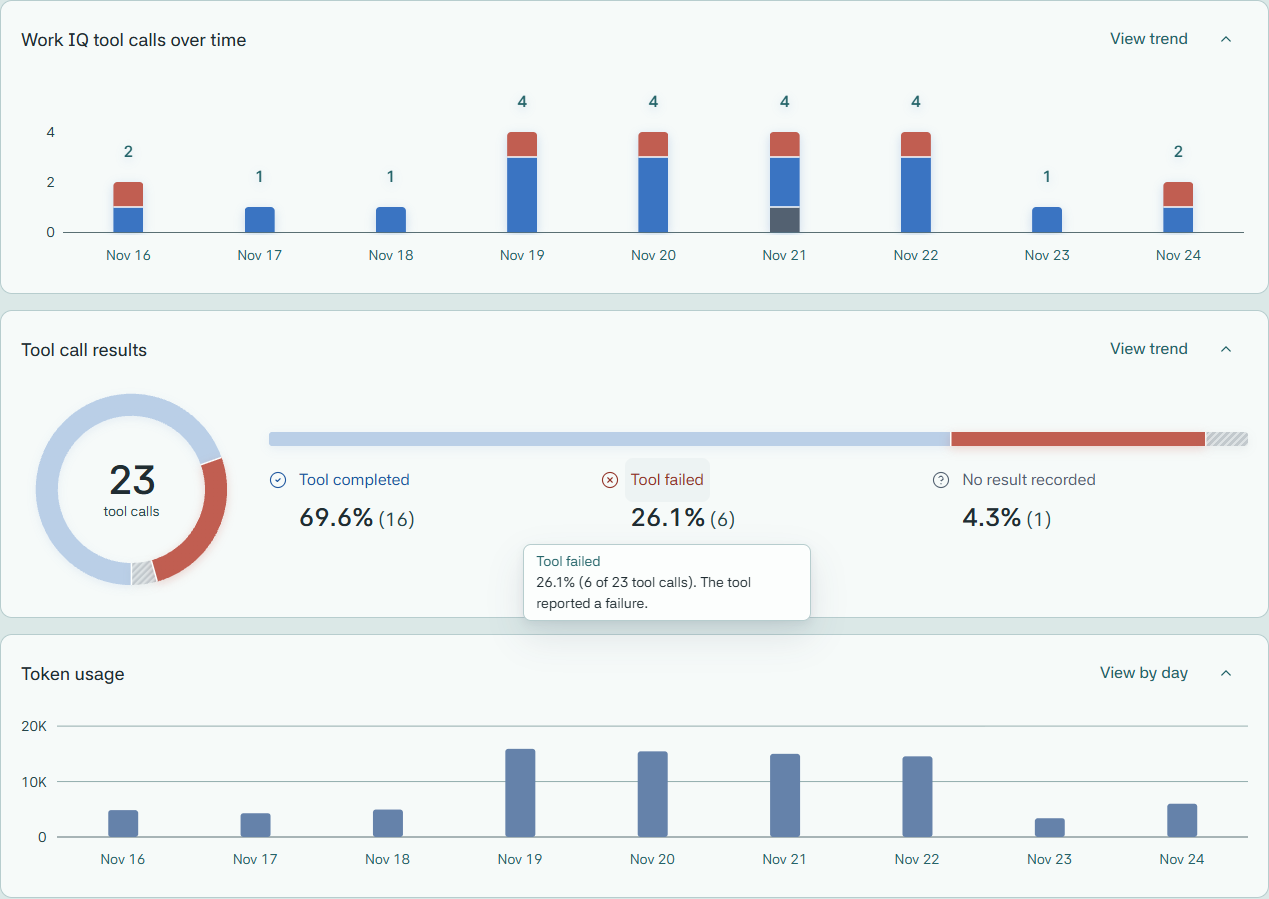 Work IQ tool calls over time
View trend
4
2
0
2
1
1
4
4
4
4
1
2
Nov 16
Nov 17
Nov 18
Nov 19
Nov 20
Nov 21
Nov 22
Nov 23
Nov 24
Tool call results
View trend
23
tool calls
Tool completed
69.6% (16)
Tool failed
26.1% (6)
No result recorded
4.3% (1)
Tool failed
26.1% (6 of 23 tool calls). The tool
reported a failure.
Token usage
View by day
20K
10K
0
Nov 16
Nov 17
Nov 18
Nov 19
Nov 20
Nov 21
Nov 22
Nov 23
Nov 24